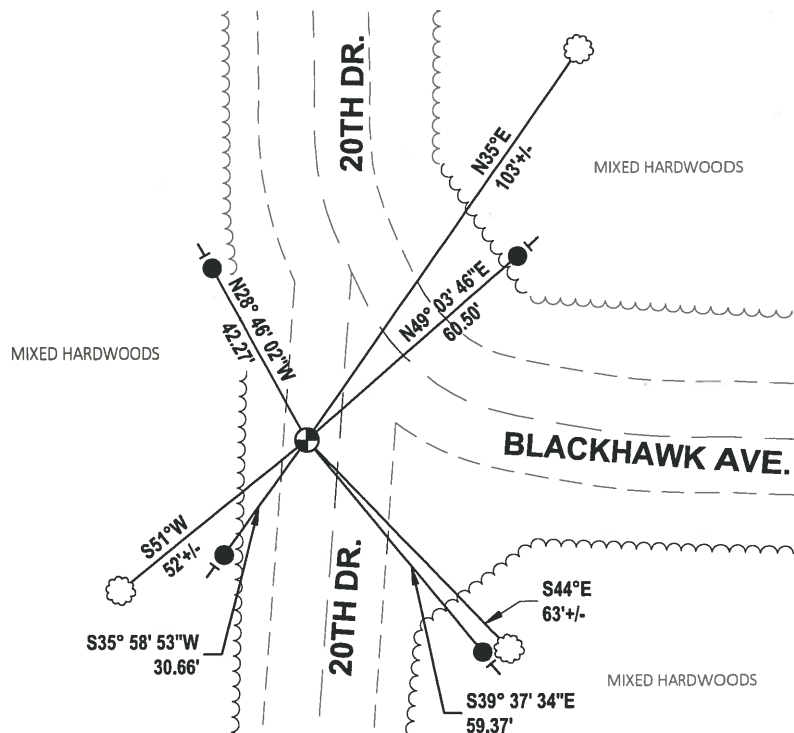 20TH DR.
N35°E
103'+/-
MIXED HARDWOODS
N28° 46' 02"W
42.27'
N49° 03' 46"E
60.50'
MIXED HARDWOODS
BLACKHAWK AVE.
S51°W
52'+/-
20TH DR.
S44°E
63'+/-
S35° 58' 53"W
30.66'
MIXED HARDWOODS
S39° 37' 34"E
59.37'